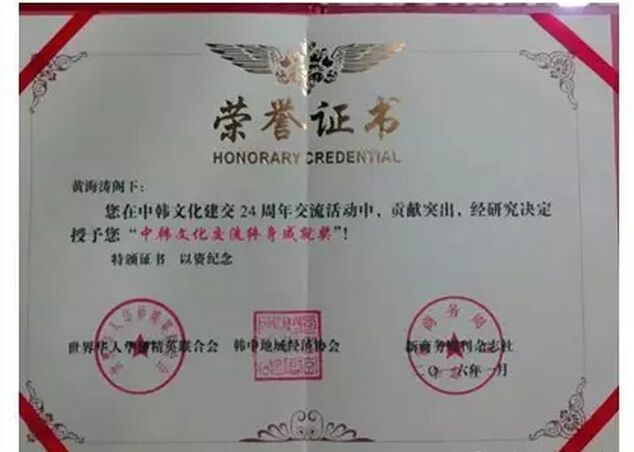 荣誉证书
HONORARY CREDENTIAL
黄海涛阁下:
您在中韩文化建交24周年交流活动中,贡献突出,经研究决定
授予您“中韩文化交流终身成就奖”!
特颁证书 以资纪念
世界华人华侨精英联合会 韩中地域经济协会 新商务周刊杂志社
二〇一六年一月
商务周